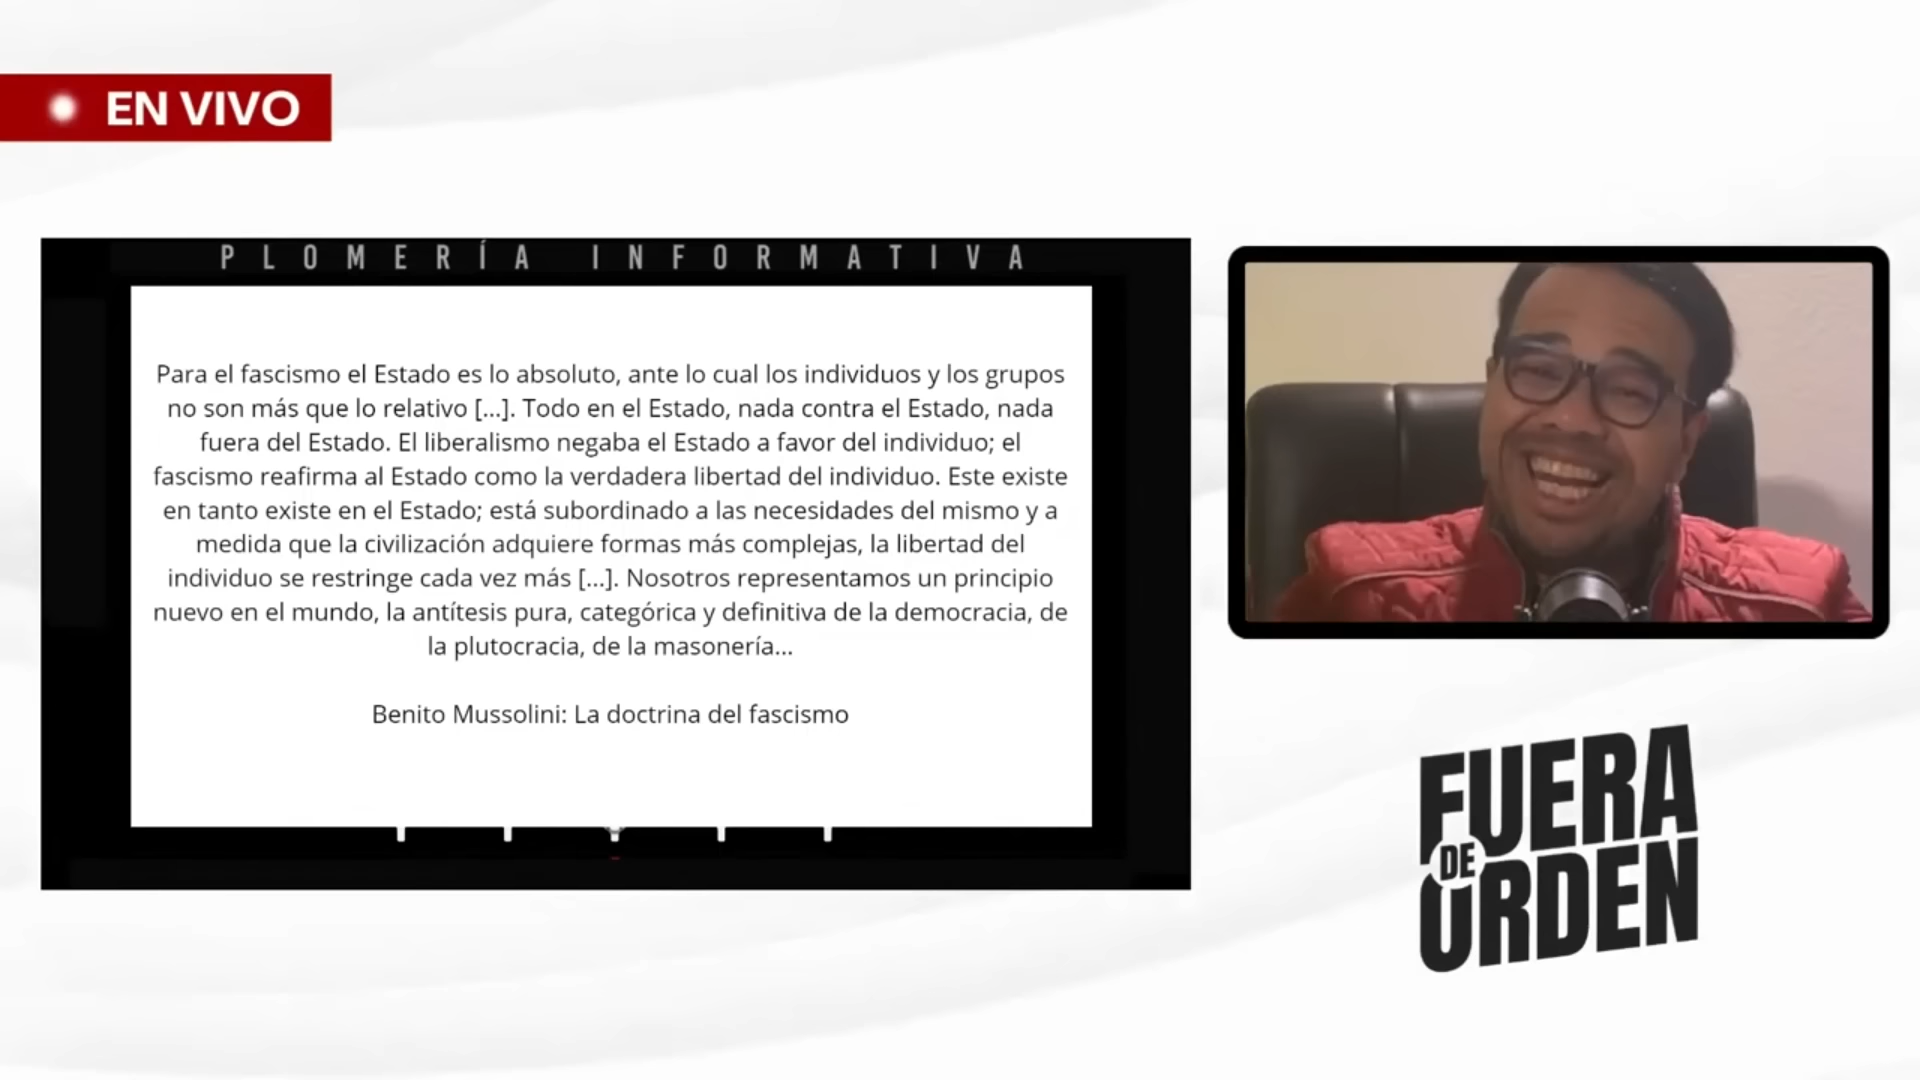 EN VIVO
PLOMERÍA INFORMATIVA
Para el fascismo el Estado es lo absoluto, ante lo cual los individuos y los grupos
no son más que lo relativo [...]. Todo en el Estado, nada contra el Estado, nada
fuera del Estado. El liberalismo negaba el Estado a favor del individuo; el
fascismo reafirma al Estado como la verdadera libertad del individuo. Este existe
en tanto existe en el Estado; está subordinado a las necesidades del mismo y a
medida que la civilización adquiere formas más complejas, la libertad del
individuo se restringe cada vez más [...]. Nosotros representamos un principio
nuevo en el mundo, la antítesis pura, categórica y definitiva de la democracia, de
la plutocracia, de la masonería...
Benito Mussolini: La doctrina del fascismo
FUERA
DE
ORDEN